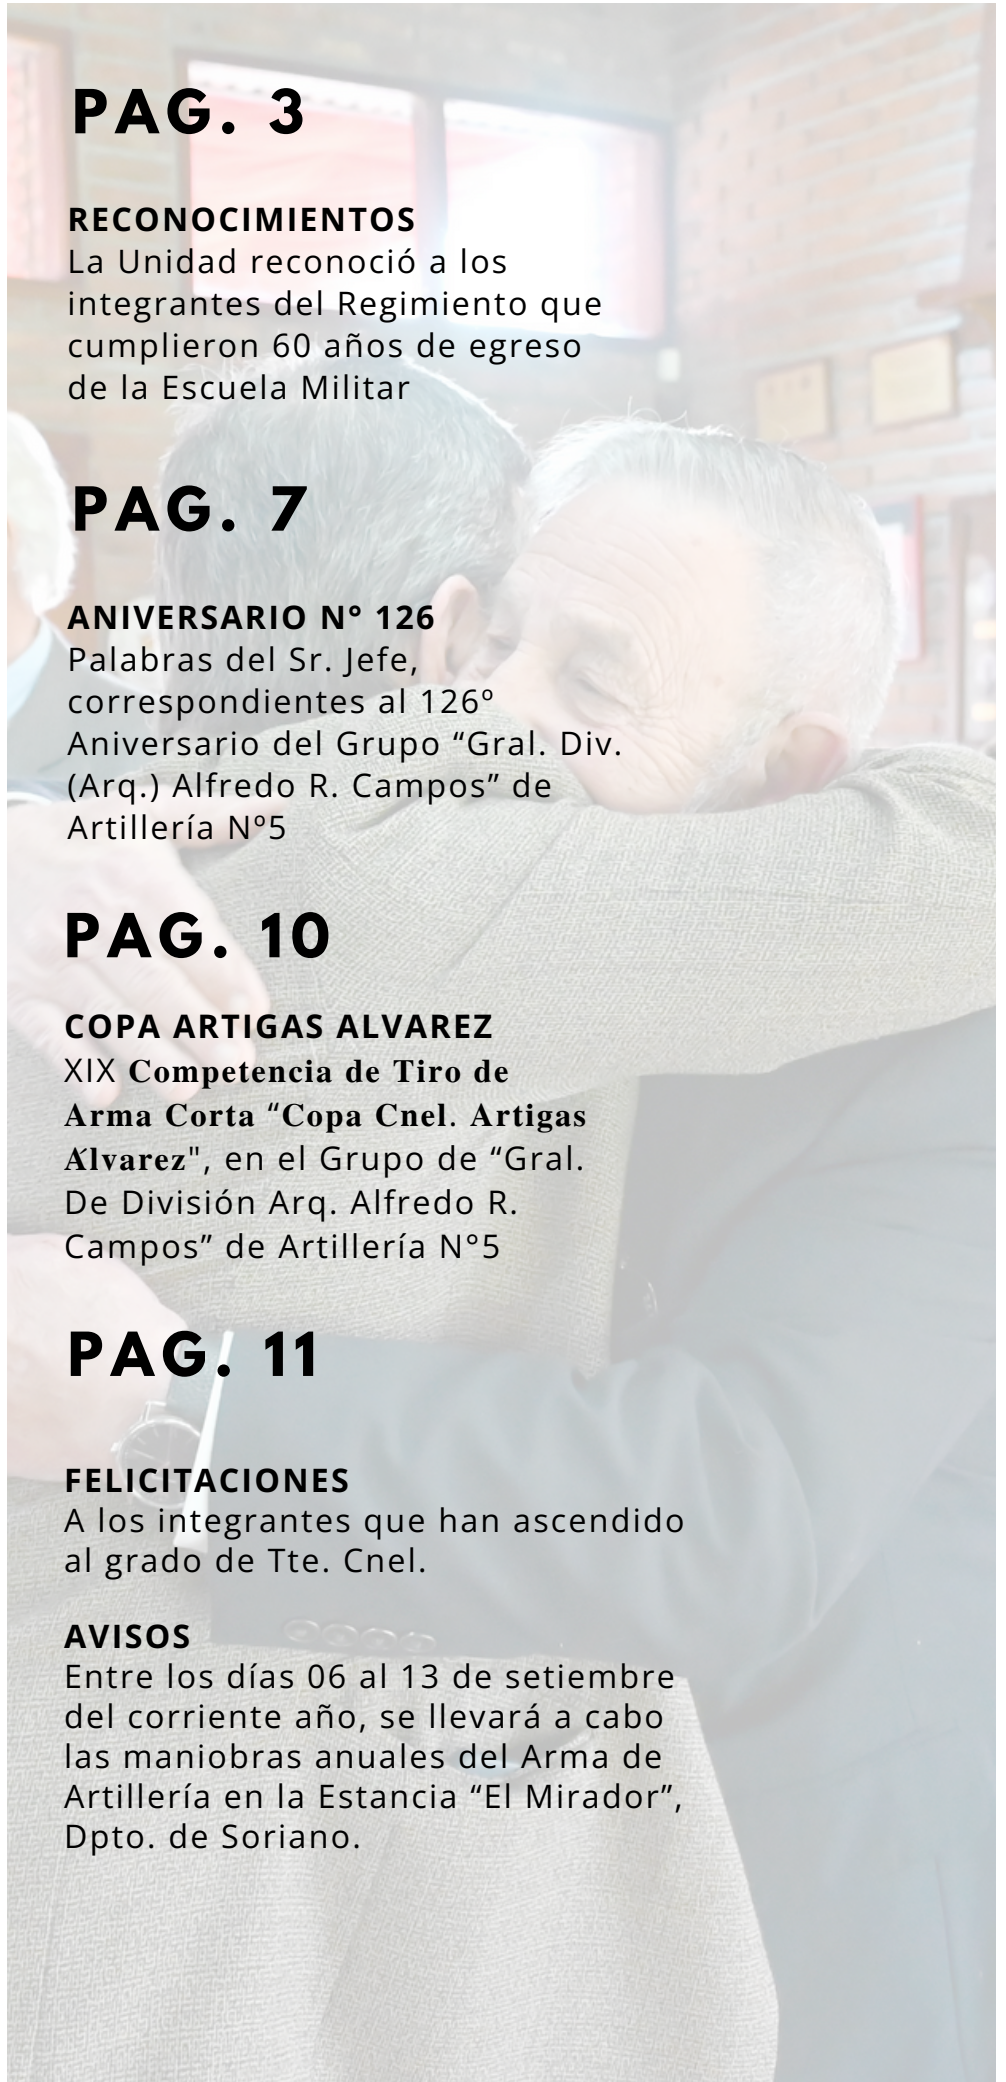 PAG. 3
RECONOCIMIENTOS
La Unidad reconoció a los
integrantes del Regimiento que
cumplieron 60 años de egreso
de la Escuela Militar
PAG. 7
ANIVERSARIO N° 126
Palabras del Sr. Jefe,
correspondientes al 126º
Aniversario del Grupo “Gral. Div.
(Arq.) Alfredo R. Campos” de
Artillería Nº5
PAG. 10
COPA ARTIGAS ALVAREZ
XIX Competencia de Tiro de
Arma Corta “Copa Cnel. Artigas
Álvarez", en el Grupo de “Gral.
De División Arq. Alfredo R.
Campos” de Artillería N°5
PAG. 11
FELICITACIONES
A los integrantes que han ascendido
al grado de Tte. Cnel.
AVISOS
Entre los días 06 al 13 de setiembre
del corriente año, se llevará a cabo
las maniobras anuales del Arma de
Artillería en la Estancia “El Mirador”,
Dpto. de Soriano.